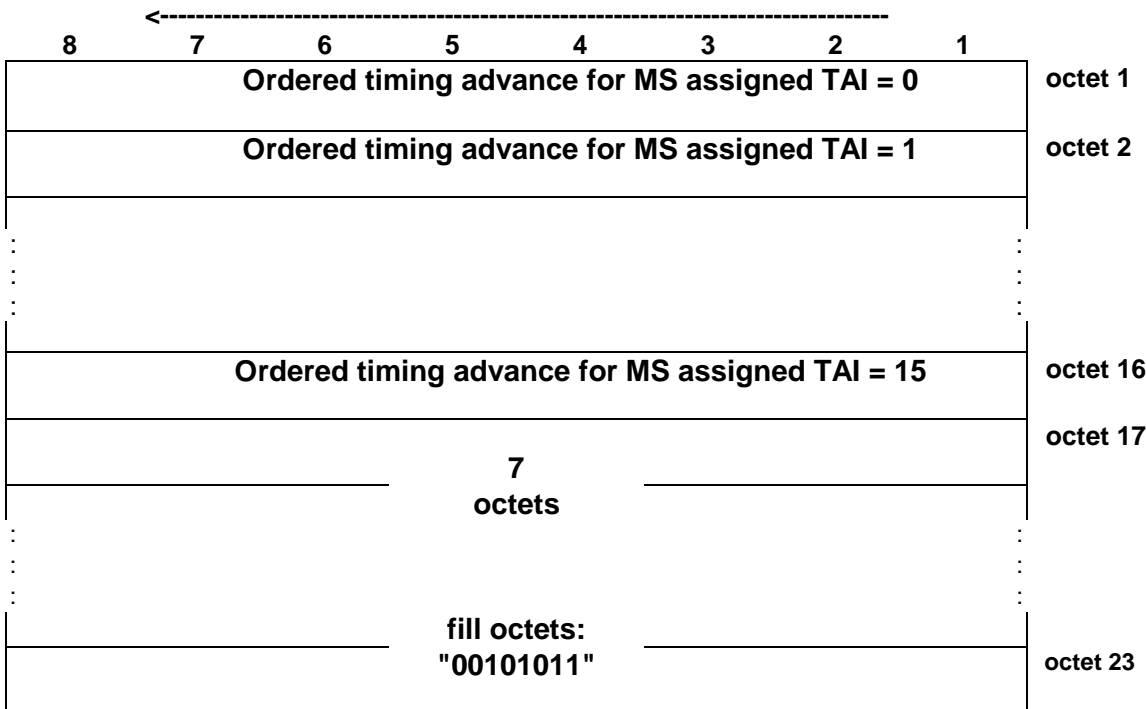 <--------------------------------------------------------------------------------
8 7 6 5 4 3 2 1
Ordered timing advance for MS assigned TAI = 0 octet 1
Ordered timing advance for MS assigned TAI = 1 octet 2
: :
: :
: :
Ordered timing advance for MS assigned TAI = 15 octet 16
octet 17
7
octets
: :
: :
: :
fill octets:
"00101011" octet 23